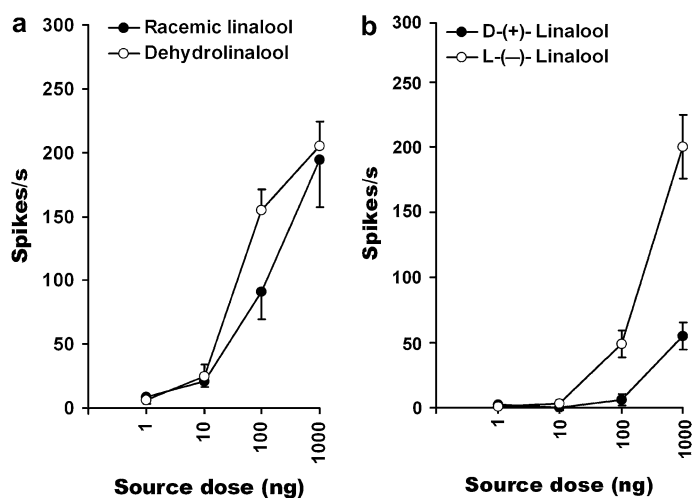 a
Racemic linalool
Dehydrolinalool
300
250
200
150
100
50
0
Spikes/s
1
10
100
1000
Source dose (ng)
b
D-(+)- Linalool
L-(—)- Linalool
300
250
200
150
100
50
0
Spikes/s
1
10
100
1000
Source dose (ng)